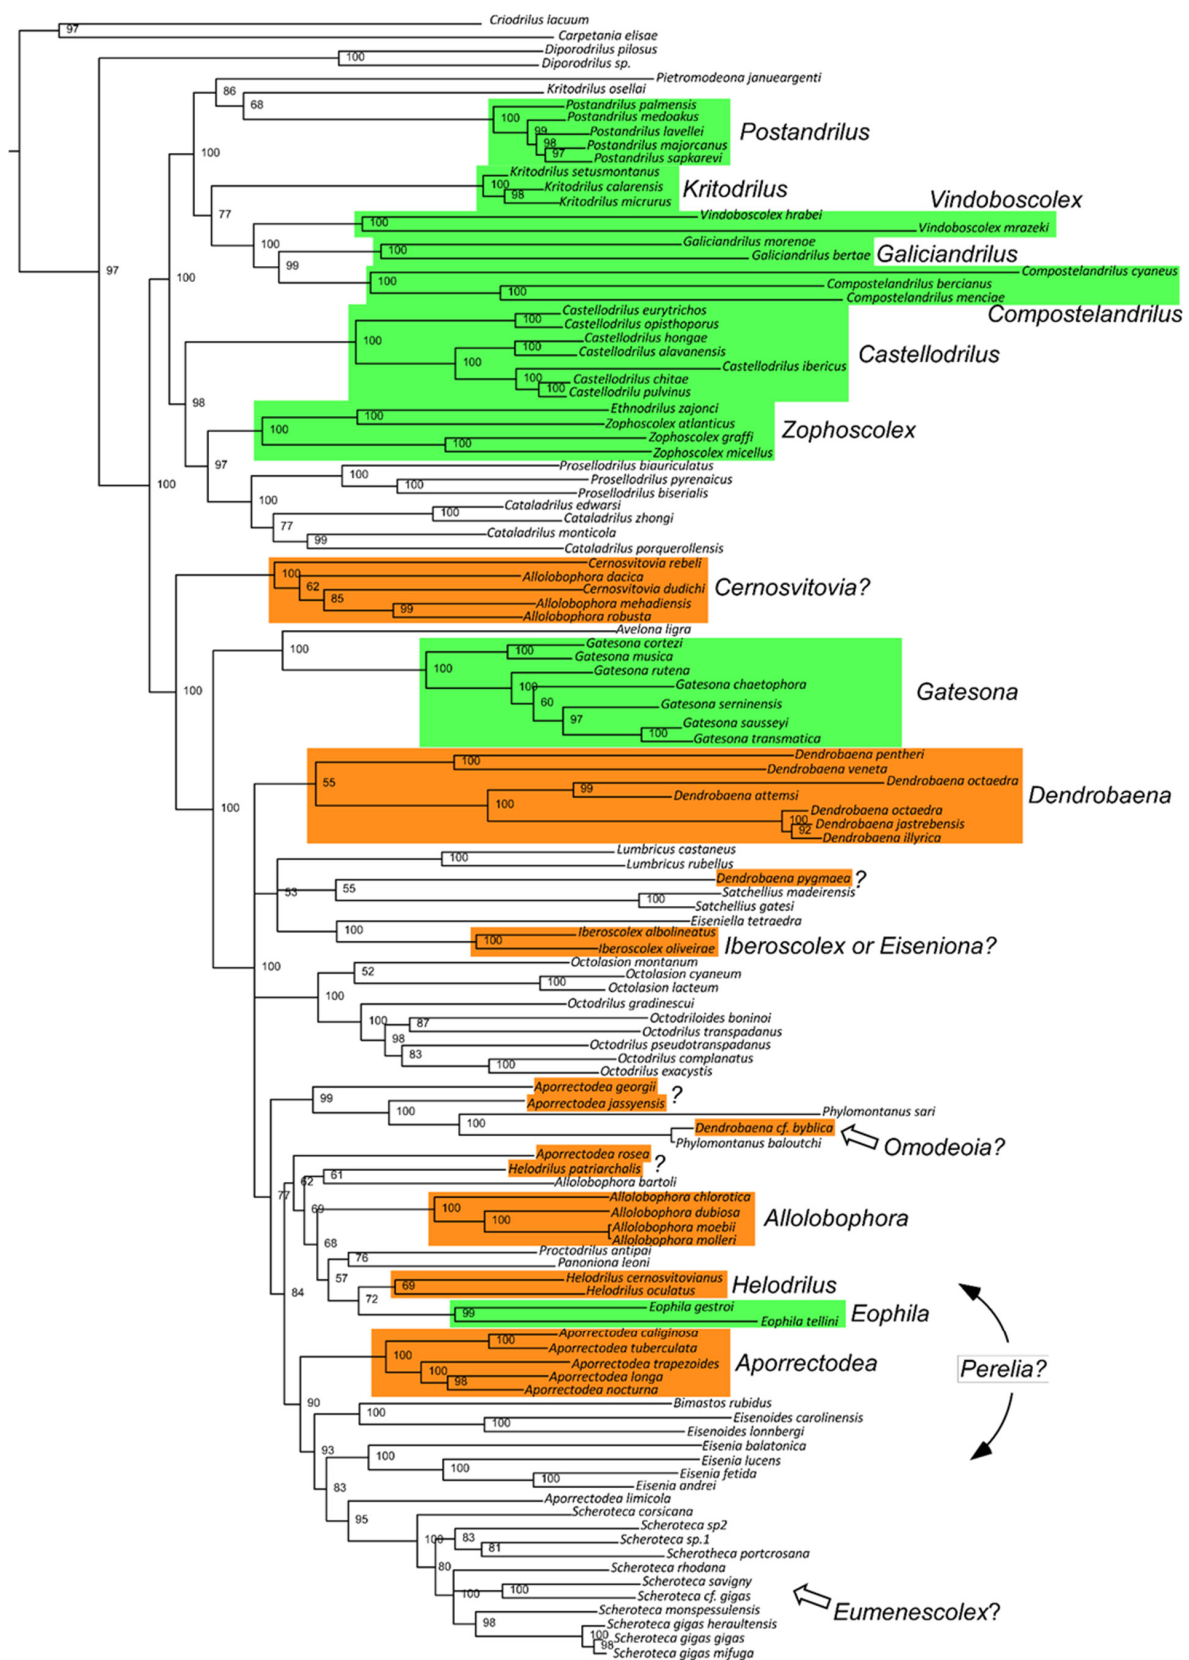 Criodrilus lacuum
97
Carpetania elisae
Diporodrilus pilosus
100
Diporodrilus sp.
Pietromodeona janueargenti
86
Kritodrilus osellai
68
Postandrilus palmensis
100
Postandrilus medoakus
99
Postandrilus lavellei
Postandrilus
98
Postandrilus majorcanus
100
97
Postandrilus sapkarevi
Kritodrilus setusmontanus
100
Kritodrilus calarensis
Kritodrilus
98
Kritodrilus micrurus
Vindoboscolex
77
Vindoboscolex hrabei
100
Vindoboscolex mrazeki
100
Galiciandrilus morenoe
100
Galiciandrilus bertae
Galiciandrilus
99
97
Compostelandrilus cyaneus
100
100
Compostelandrilus bercianus
100
Compostelandrilus menciae
Compostelandrilus
Castellodrilus eurytrichos
100
Castellodrilus opisthoporus
100
Castellodrilus hongae
100
Castellodrilus alavanensis
Castellodrilus
100
Castellodrilus ibericus
100
Castellodrilus chitae
100
Castellodrilu pulvinus
98
Ethnodrilus zajonci
100
Zophoscolex atlanticus
100
Zophoscolex
Zophoscolex graffi
100
Zophoscolex micellus
97
Prosellodrilus biauriculatus
100
Prosellodrilus pyrenaicus
100
100
Prosellodrilus biserialis
100
Cataladrilus edwarsi
100
Cataladrilus zhongi
77
Cataladrilus monticola
99
Cataladrilus porquerollensis
Cernosvitovia rebeli
100
Allolobophora dacica
62
Cernosvitovia dudichi
Cernosvitovia?
85
Allolobophora mehadiensis
99
Allolobophora robusta
Avelona ligra
100
Gatesona cortezi
100
Gatesona musica
100
Gatesona rutena
100
Gatesona chaetophora
100
Gatesona
60
Gatesona serninensis
97
Gatesona sausseyi
100
Gatesona transmatica
Dendrobaena pentheri
100
Dendrobaena veneta
55
Dendrobaena octaedra
99
Dendrobaena attemsi
Dendrobaena
100
100
Dendrobaena octaedra
100
Dendrobaena jastrebensis
92
Dendrobaena illyrica
Lumbricus castaneus
100
Lumbricus rubellus
Dendrobaena pygmaea
?
53
55
Satchellius madeirensis
100
Satchellius gatesi
Eiseniella tetraedra
100
Iberoscolex albolineatus
100
Iberoscolex or Eiseniona?
Iberoscolex oliveirae
100
Octolasion montanum
52
Octolasion cyaneum
100
Octolasion lacteum
100
Octodrilus gradinescui
100
Octodriloides boninoi
87
Octodrilus transpadanus
98
Octodrilus pseudotranspadanus
83
Octodrilus complanatus
100
Octodrilus exacystis
Aporrectodea georgii
?
99
Aporrectodea jassyensis
100
Phylomontanus sari
100
Dendrobaena cf. byblica
Omodeoia?
Phylomontanus baloutchi
Aporrectodea rosea
?
Helodrilus patriarchalis
61
62
Allolobophora bartoli
77
69
Allolobophora chlorotica
100
Allolobophora dubiosa
Allolobophora
100
Allolobophora moebii
Allolobophora molleri
68
Proctodrilus antipai
76
Panoniona leoni
57
Helodrilus cernosvitovianus
69
Helodrilus
Helodrilus oculatus
84
72
Eophila gestroi
99
Eophila
Eophila tellini
Aporrectodea caliginosa
100
Aporrectodea tuberculata
100
Aporrectodea trapezoides
Aporrectodea
Perelia?
100
Aporrectodea longa
98
Aporrectodea nocturna
90
Bimastos rubidus
100
Eisenoides carolinensis
100
Eisenoides lonnbergi
93
Eisenia balatonica
100
Eisenia lucens
100
Eisenia fetida
100
Eisenia andrei
83
Aporrectodea limicola
95
Scheroteca corsicana
100
Scheroteca sp2
83
Scheroteca sp.1
81
Scherotheca portcrosana
80
Scheroteca rhodana
Scheroteca savigny
100
100
Scheroteca cf. gigas
Eumenescolex?
Scheroteca monspessulensis
98
Scheroteca gigas heraultensis
100
Scheroteca gigas gigas
98
Scheroteca gigas mifuga